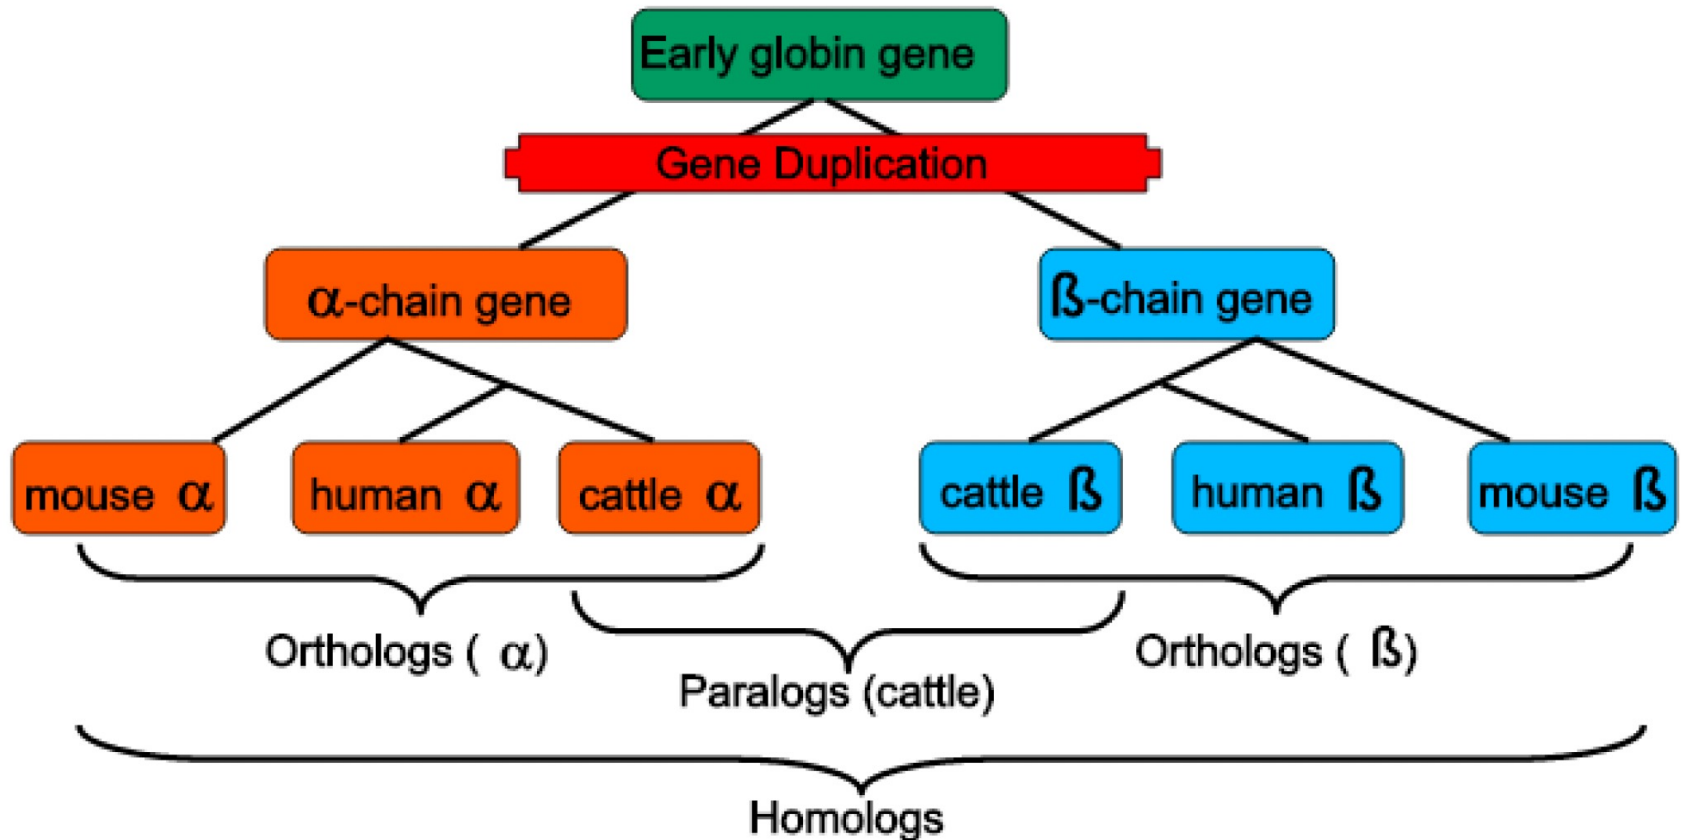 Early globin gene
Gene Duplication
α-chain gene
ß-chain gene
mouse α
human α
cattle α
cattle ß
human ß
mouse ß
Orthologs ( α)
Orthologs ( ß)
Paralogs (cattle)
Homologs